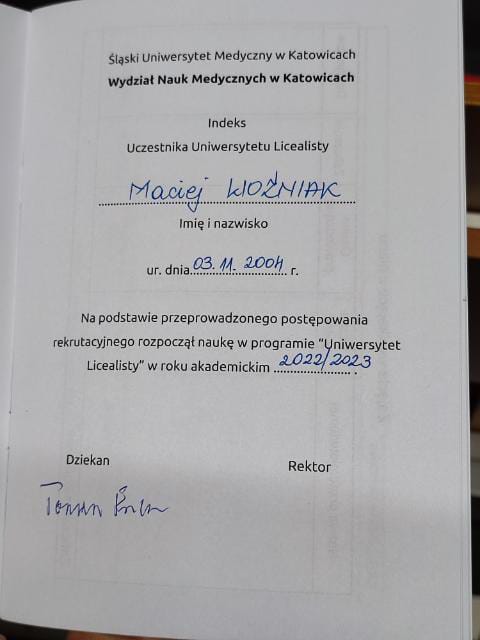 Śląski Uniwersytet Medyczny w Katowicach
Wydział Nauk Medycznych w Katowicach
Indeks
Uczestnika Uniwersytetu Licealisty
Maciej WOŹNIAK
Imię i nazwisko
ur. dnia 03.11.2004 r.
Na podstawie przeprowadzonego postępowania
rekrutacyjnego rozpoczął naukę w programie "Uniwersytet
Licealisty" w roku akademickim 2022/2023.
Dziekan
Rektor